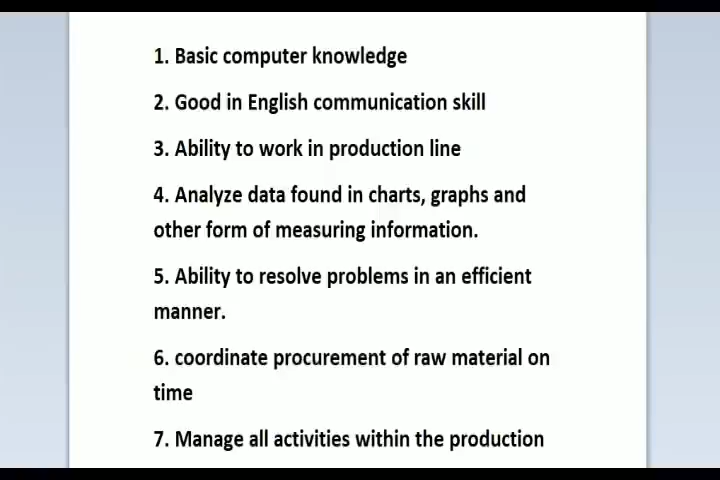 1. Basic computer knowledge
2. Good in English communication skill
3. Ability to work in production line
4. Analyze data found in charts, graphs and
other form of measuring information.
5. Ability to resolve problems in an efficient
manner.
6. coordinate procurement of raw material on
time
7. Manage all activities within the production